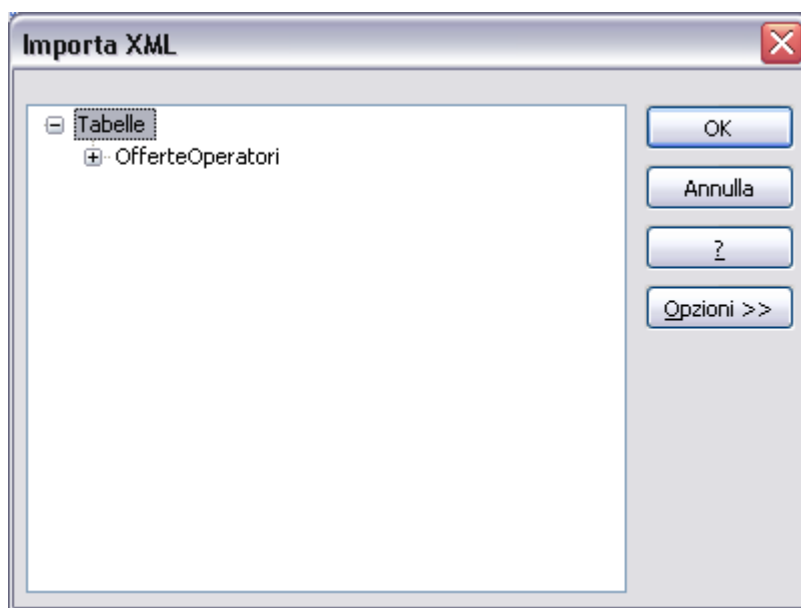 Importa XML
Tabelle
OfferteOperatori
OK
Annulla
?
Opzioni >>